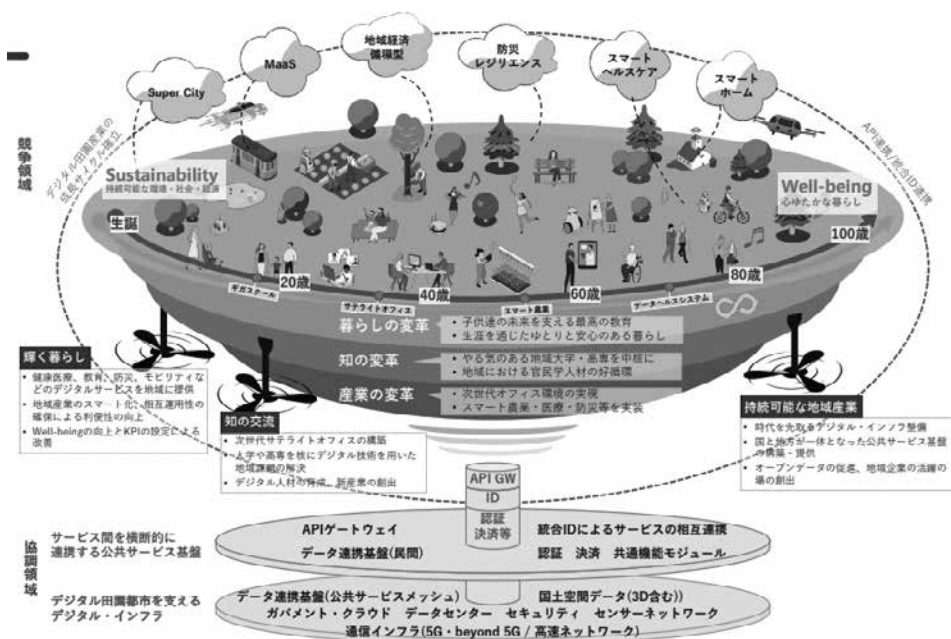 Super City
MaaS
地域経済
循環型
防災
レジリエンス
スマート
ヘルスケア
スマート
ホーム
競争領域
デジタル田園産業の
成長サイクル確立
API連携/統合ID連携
Sustainability
持続可能な環境・社会・経済
Well-being
心ゆたかな暮らし
生誕
20歳
40歳
60歳
80歳
100歳
ギガスクール
サテライトオフィス
スマート農業
データヘルスシステム
暮らしの変革
• 子供達の未来を支える最高の教育
• 生涯を通じたゆとりと安心のある暮らし
知の変革
• やる気のある地域大学・高専を中核に
• 地域における官民学人材の好循環
産業の変革
• 次世代オフィス環境の実現
• スマート農業・医療・防災等を実装
輝く暮らし
• 健康医療、教育、防災、モビリティな
どのデジタルサービスを地域に提供
• 地域産業のスマート化、相互運用性の
確保による利便性の向上
• Well-beingの向上とKPIの設定による
改善
知の交流
• 次世代サテライトオフィスの構築
• 大学や高専を核にデジタル技術を用いた
地域課題の解決
• デジタル人材の育成、新産業の創出
持続可能な地域産業
• 時代を先取るデジタル・インフラ整備
• 国と地方が一体となった公共サービス基盤
の構築・提供
• オープンデータの促進、地域企業の活躍の
場の創出
API GW
ID
認証
決済等
協調領域
サービス間を横断的に
連携する公共サービス基盤
APIゲートウェイ
統合IDによるサービスの相互連携
データ連携基盤(民間)
認証 決済 共通機能モジュール
デジタル田園都市を支える
デジタル・インフラ
データ連携基盤(公共サービスメッシュ)
国土空間データ(3D含む))
ガバメント・クラウド データセンター セキュリティ センサーネットワーク
通信インフラ(5G・beyond 5G / 高速ネットワーク)